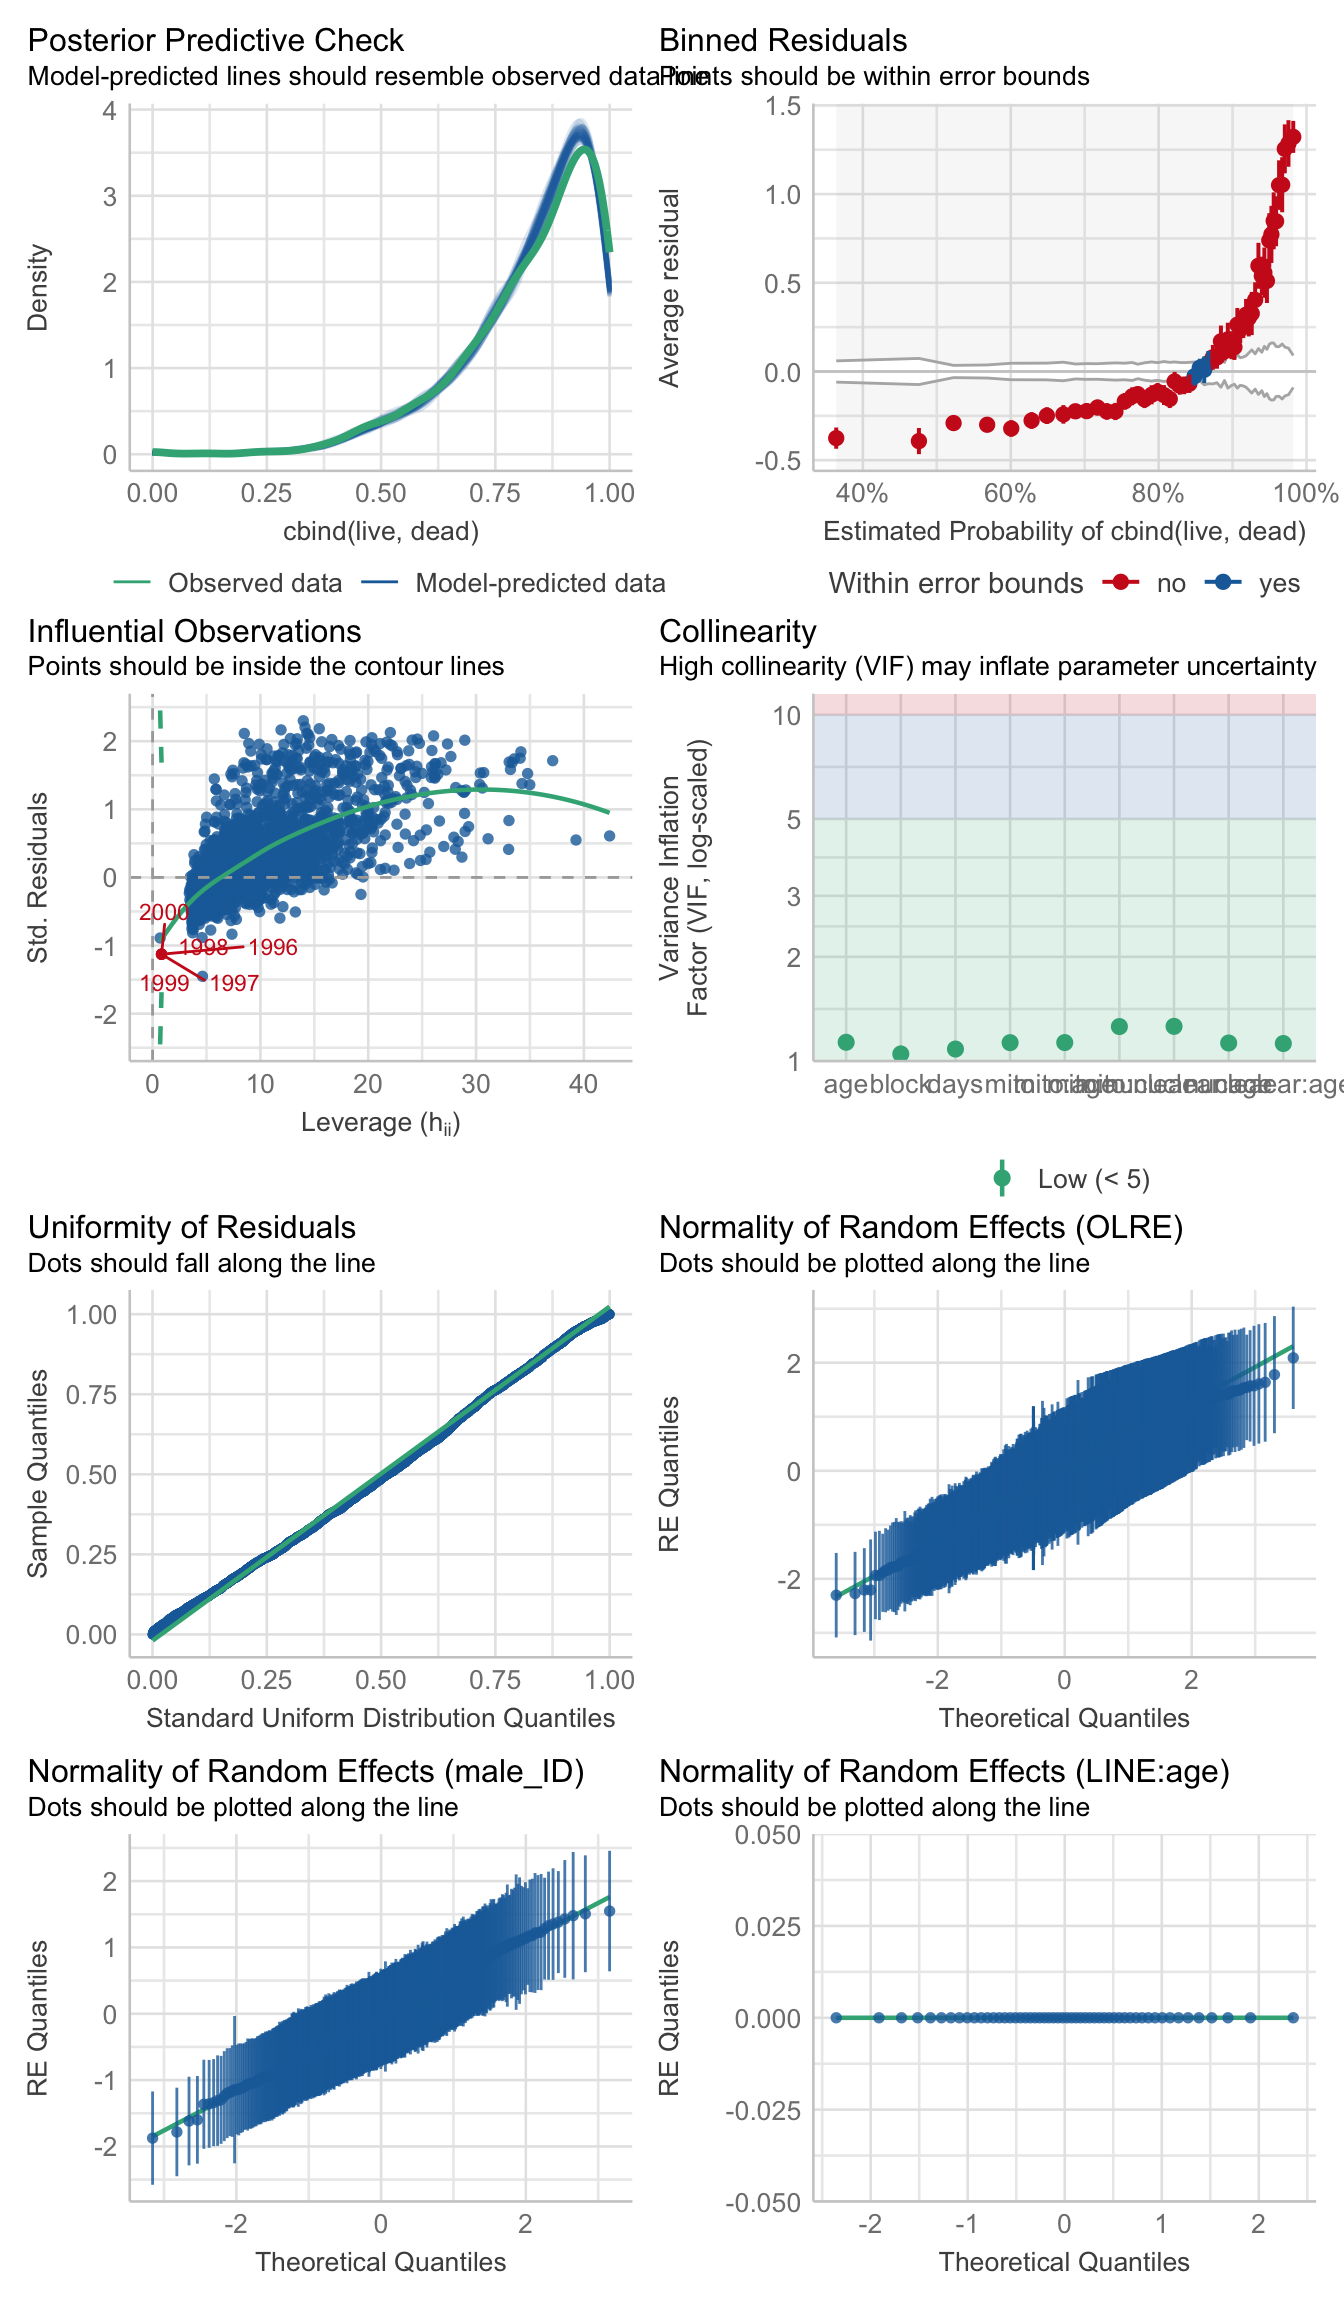 Posterior Predictive Check
Model-predicted lines should resemble observed data line
4
3
2
1
0
Density
0.00 0.25 0.50 0.75 1.00
cbind(live, dead)
Observed data Model-predicted data
Binned Residuals
Points should be within error bounds
1.5
1.0
0.5
0.0
-0.5
Average residual
40% 60% 80% 100%
Estimated Probability of cbind(live, dead)
Within error bounds no yes
Influential Observations
Points should be inside the contour lines
2
1
0
-1
-2
Std. Residuals
2000
1998 1996
1999 1997
0 10 20 30 40
Leverage (hii)
Collinearity
High collinearity (VIF) may inflate parameter uncertainty
10
5
3
2
1
Variance Inflation
Factor (VIF, log-scaled)
age block days mito
Low (< 5)
Uniformity of Residuals
Dots should fall along the line
1.00
0.75
0.50
0.25
0.00
Sample Quantiles
0.00 0.25 0.50 0.75 1.00
Standard Uniform Distribution Quantiles
Normality of Random Effects (OLRE)
Dots should be plotted along the line
2
0
-2
RE Quantiles
-2 0 2
Theoretical Quantiles
Normality of Random Effects (male_ID)
Dots should be plotted along the line
2
1
0
-1
-2
RE Quantiles
-2 0 2
Theoretical Quantiles
Normality of Random Effects (LINE:age)
Dots should be plotted along the line
0.050
0.025
0.000
-0.025
-0.050
RE Quantiles
-2 -1 0 1 2
Theoretical Quantiles